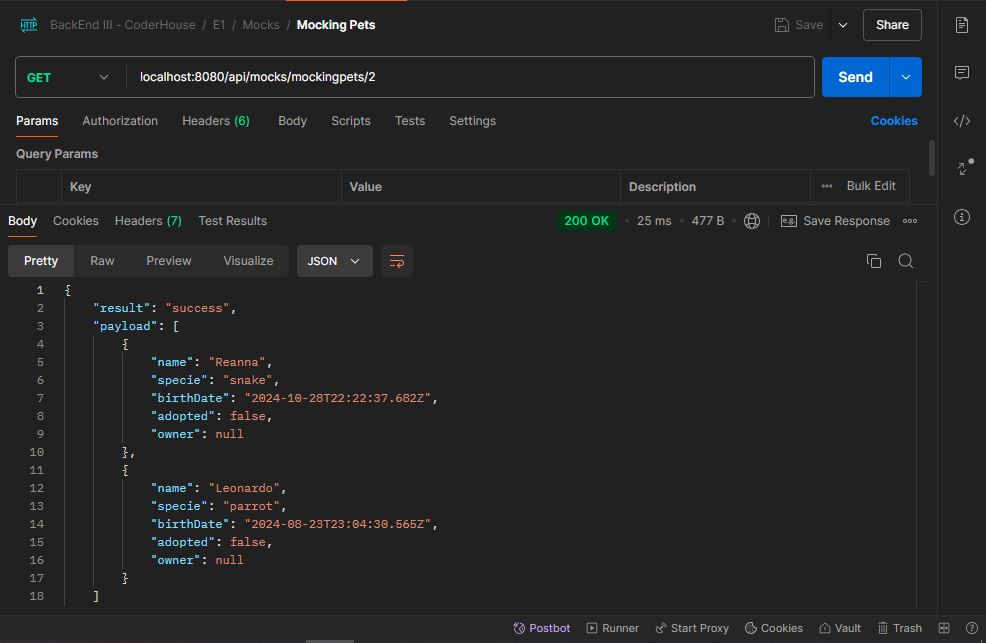 HTTP BackEnd III - CoderHouse / E1 / Mocks / Mocking Pets Save Share
GET localhost:8080/api/mocks/mockingpets/2 Send
Params Authorization Headers (6) Body Scripts Tests Settings Cookies
Query Params
Key Value Description Bulk Edit
Body Cookies Headers (7) Test Results 200 OK 25 ms 477 B e.g. Save Response
Pretty Raw Preview Visualize JSON
1 {
2 "result": "success",
3 "payload": [
4 {
5 "name": "Reanna",
6 "specie": "snake",
7 "birthDate": "2024-10-28T22:22:37.682Z",
8 "adopted": false,
9 "owner": null
10 },
11 {
12 "name": "Leonardo",
13 "specie": "parrot",
14 "birthDate": "2024-08-23T23:04:30.565Z",
15 "adopted": false,
16 "owner": null
17 }
18 ]
Postbot Runner Start Proxy Cookies Vault Trash